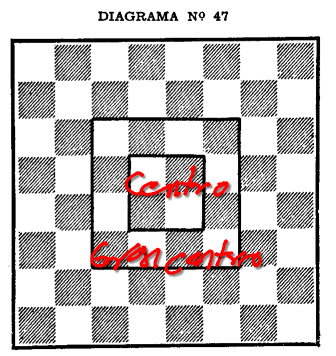 DIAGRAMA Nº 47
Centro
Gran centro